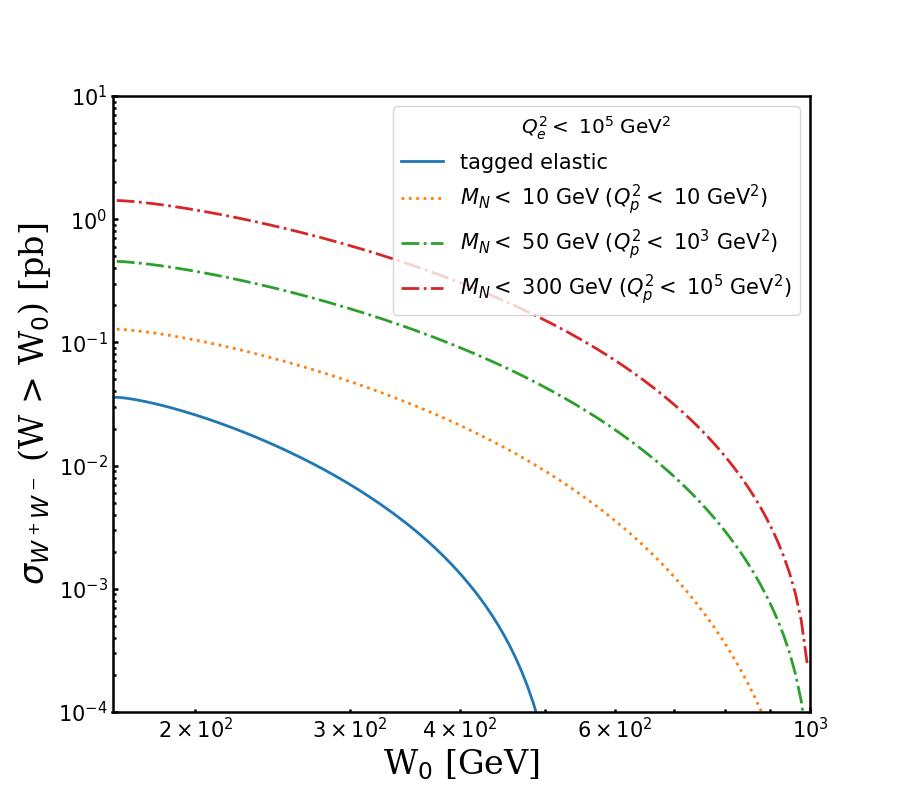 Q_e^2 < 10^5 GeV^2
tagged elastic
M_N < 10 GeV (Q_p^2 < 10 GeV^2)
M_N < 50 GeV (Q_p^2 < 10^3 GeV^2)
M_N < 300 GeV (Q_p^2 < 10^5 GeV^2)
σ_{W^+W^-} (W > W_0) [pb]
10^1
10^0
10^{-1}
10^{-2}
10^{-3}
10^{-4}
2 × 10^2
3 × 10^2
4 × 10^2
6 × 10^2
10^3
W_0 [GeV]